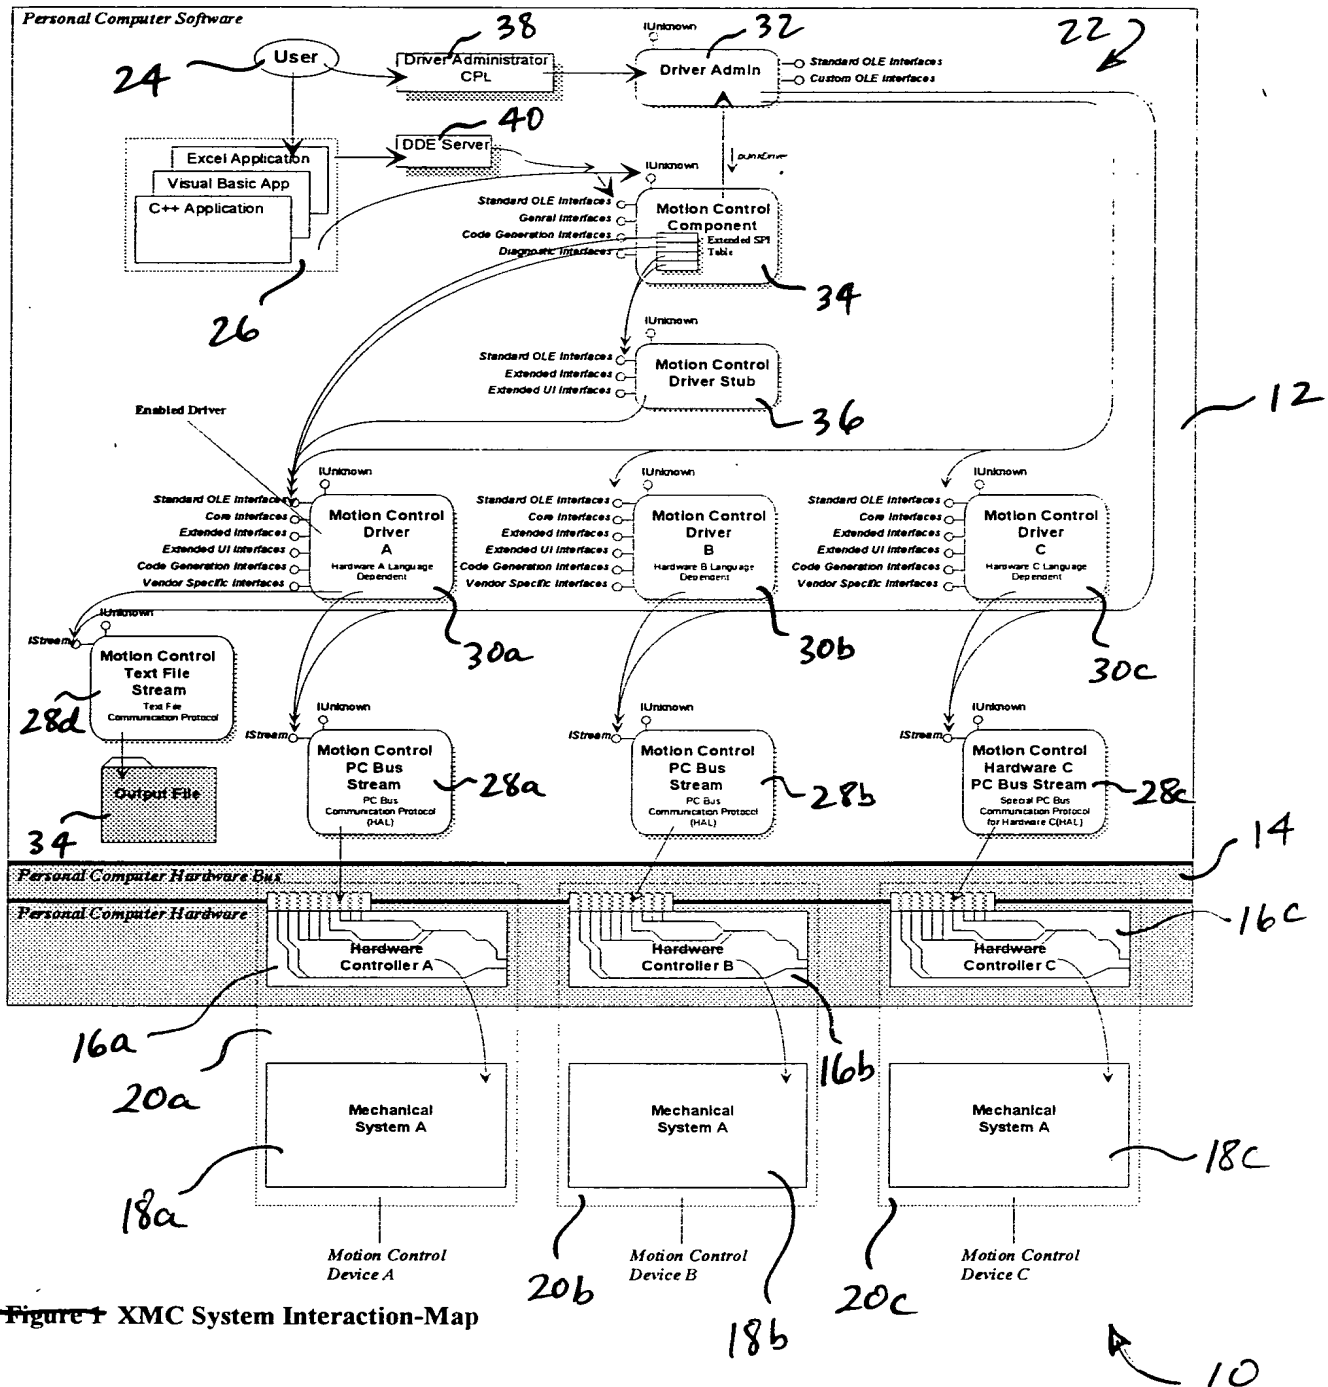 Personal Computer Software
User
24
38
Driver Administrator
CPL
IUnknown
32
Driver Admin
Standard OLE Interfaces
Custom OLE Interfaces
22
40
DDE Server
Excel Application
Visual Basic App
C++ Application
26
IUnknown
pUnkDriver
Standard OLE Interfaces
Genral Interfaces
Code Generation Interfaces
Diagnostic Interfaces
Motion Control
Component
Extended SPI
Table
34
IUnknown
Standard OLE Interfaces
Extended Interfaces
Extended UI Interfaces
Motion Control
Driver Stub
36
12
Enabled Driver
IUnknown
Standard OLE Interfaces
Core Interfaces
Extended Interfaces
Extended UI Interfaces
Code Generation Interfaces
Vendor Specific Interfaces
Motion Control
Driver
A
Hardware A Language
Dependent
30a
IUnknown
Standard OLE Interfaces
Core Interfaces
Extended Interfaces
Extended UI Interfaces
Code Generation Interfaces
Vendor Specific Interfaces
Motion Control
Driver
B
Hardware B Language
Dependent
30b
IUnknown
Standard OLE Interfaces
Core Interfaces
Extended Interfaces
Extended UI Interfaces
Code Generation Interfaces
Vendor Specific Interfaces
Motion Control
Driver
C
Hardware C Language
Dependent
30c
IUnknown
IStream
Motion Control
Text File
Stream
Text File
Communication Protocol
28d
Output File
34
IUnknown
IStream
Motion Control
PC Bus
Stream
PC Bus
Communication Protocol
(HAL)
28a
IUnknown
IStream
Motion Control
PC Bus
Stream
PC Bus
Communication Protocol
(HAL)
28b
IUnknown
IStream
Motion Control
Hardware C
PC Bus Stream
Special PC Bus
Communication Protocol
for Hardware C(HAL)
28c
14
Personal Computer Hardware Bus
Personal Computer Hardware
Hardware
Controller A
Hardware
Controller B
Hardware
Controller C
16c
16a
16b
20a
Mechanical
System A
Mechanical
System A
Mechanical
System A
18a
18c
Motion Control
Device A
Motion Control
Device B
Motion Control
Device C
20b
18b
20c
Figure 1 XMC System Interaction-Map
10